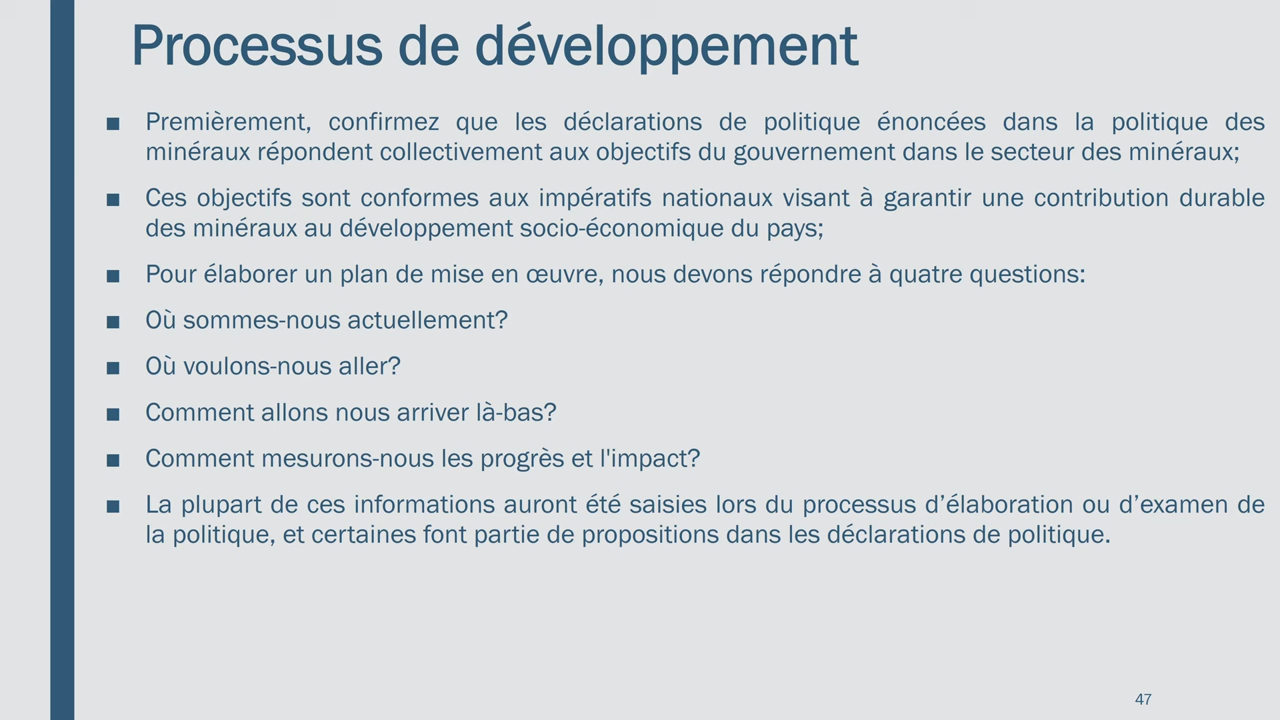 Processus de développement
■ Premièrement, confirmez que les déclarations de politique énoncées dans la politique des
minéraux répondent collectivement aux objectifs du gouvernement dans le secteur des minéraux;
■ Ces objectifs sont conformes aux impératifs nationaux visant à garantir une contribution durable
des minéraux au développement socio-économique du pays;
■ Pour élaborer un plan de mise en œuvre, nous devons répondre à quatre questions:
■ Où sommes-nous actuellement?
■ Où voulons-nous aller?
■ Comment allons nous arriver là-bas?
■ Comment mesurons-nous les progrès et l'impact?
■ La plupart de ces informations auront été saisies lors du processus d’élaboration ou d’examen de
la politique, et certaines font partie de propositions dans les déclarations de politique.
47